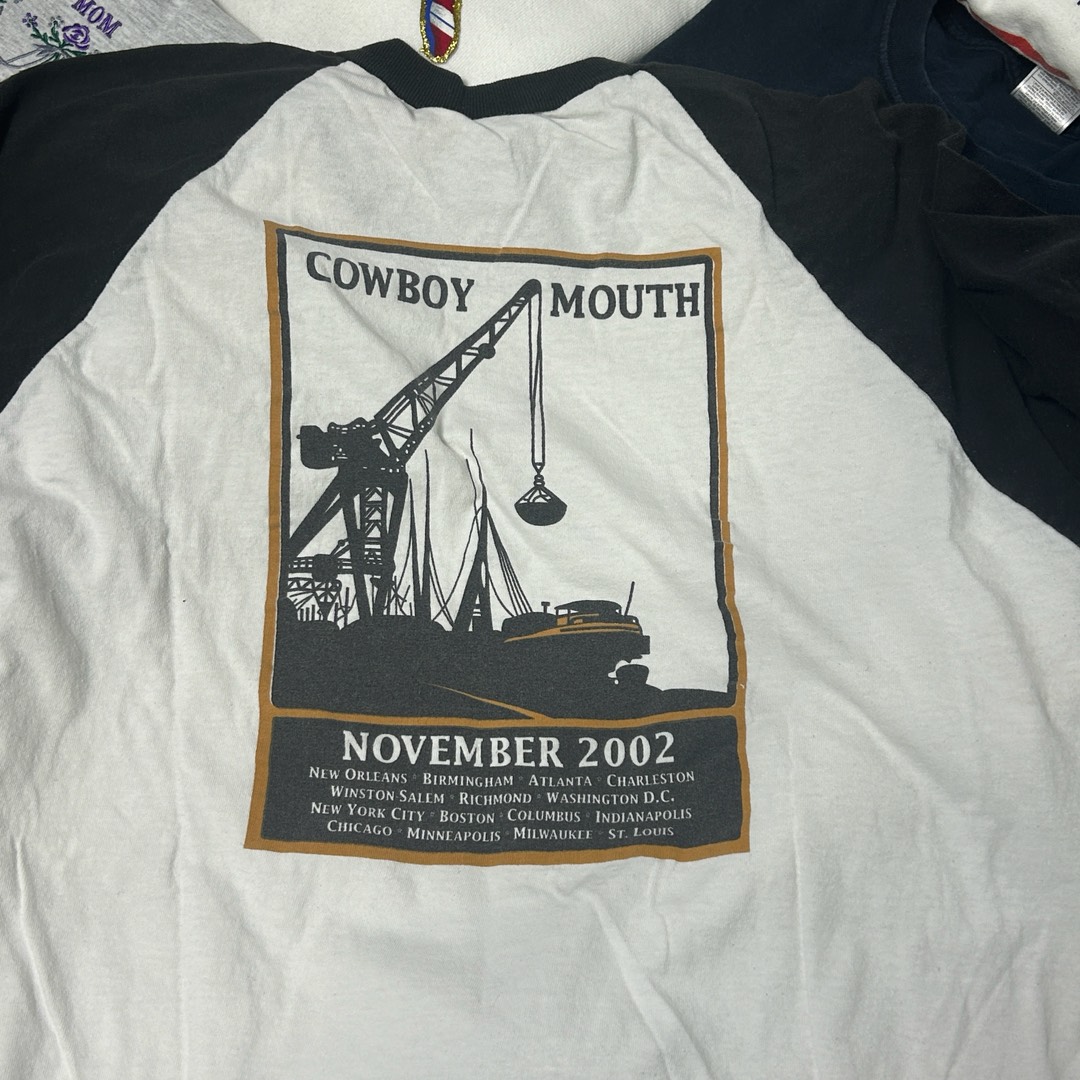 MOM
COWBOY MOUTH
NOVEMBER 2002
NEW ORLEANS • BIRMINGHAM • ATLANTA • CHARLESTON
WINSTON-SALEM • RICHMOND • WASHINGTON D.C.
NEW YORK CITY • BOSTON • COLUMBUS • INDIANAPOLIS
CHICAGO • MINNEAPOLIS • MILWAUKEE • ST. LOUIS